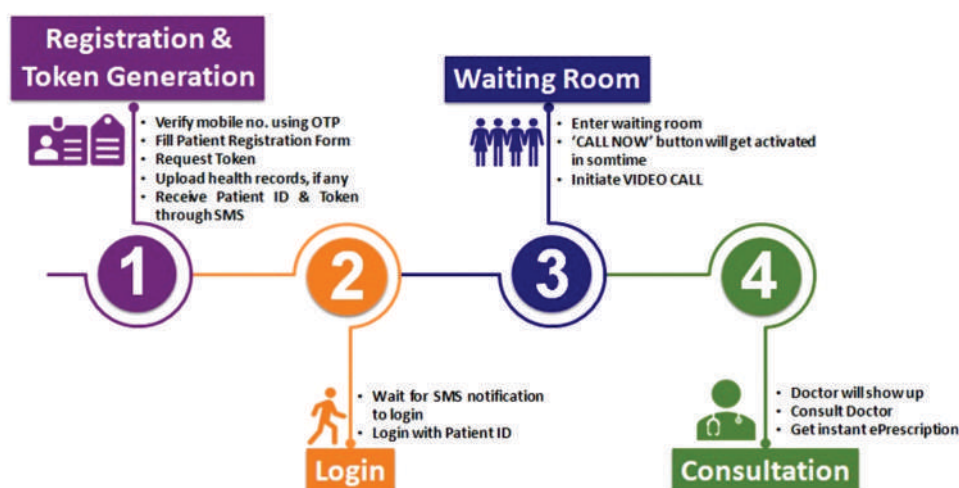 Registration &
Token Generation
• Verify mobile no. using OTP
• Fill Patient Registration Form
• Request Token
• Upload health records, if any
• Receive Patient ID & Token
through SMS
1
2
• Wait for SMS notification
to login
• Login with Patient ID
Login
Waiting Room
• Enter waiting room
• ‘CALL NOW’ button will get activated
in somtime
• Initiate VIDEO CALL
3
4
• Doctor will show up
• Consult Doctor
• Get instant ePrescription
Consultation